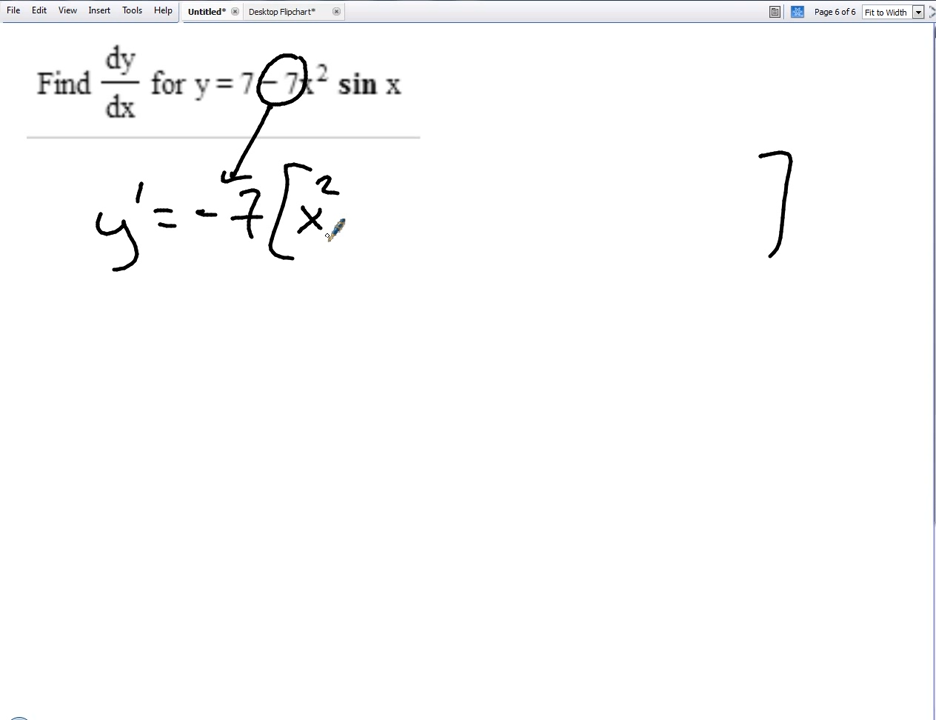 File Edit View Insert Tools Help Untitled* Desktop Flipchart* Page 6 of 6 Fit to Width
Find dy/dx for y = 7 − 7x² sin x
y' = -7 [x² ]